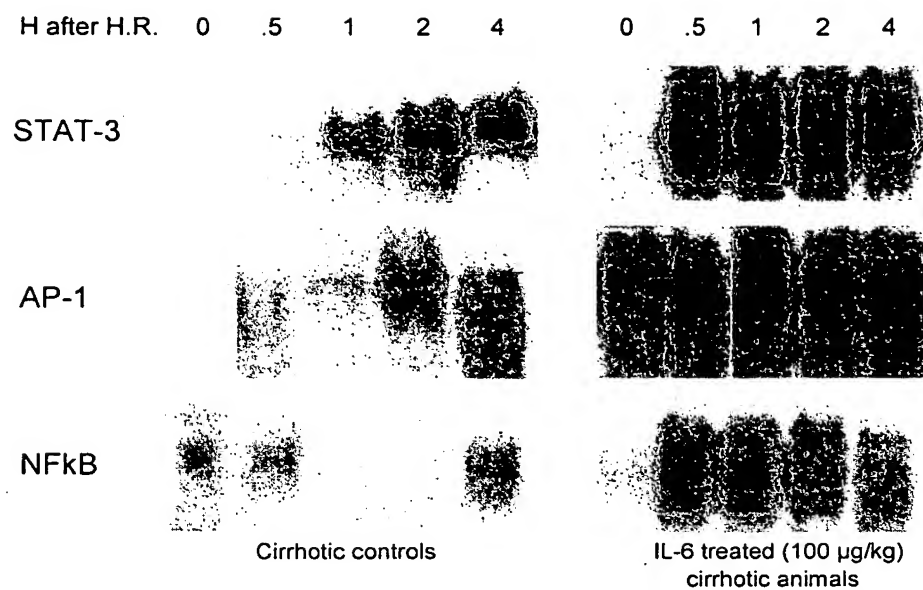 H after H.R. 0 .5 1 2 4 0 .5 1 2 4
STAT-3
AP-1
NFkB
Cirrhotic controls
IL-6 treated (100 µg/kg)
cirrhotic animals